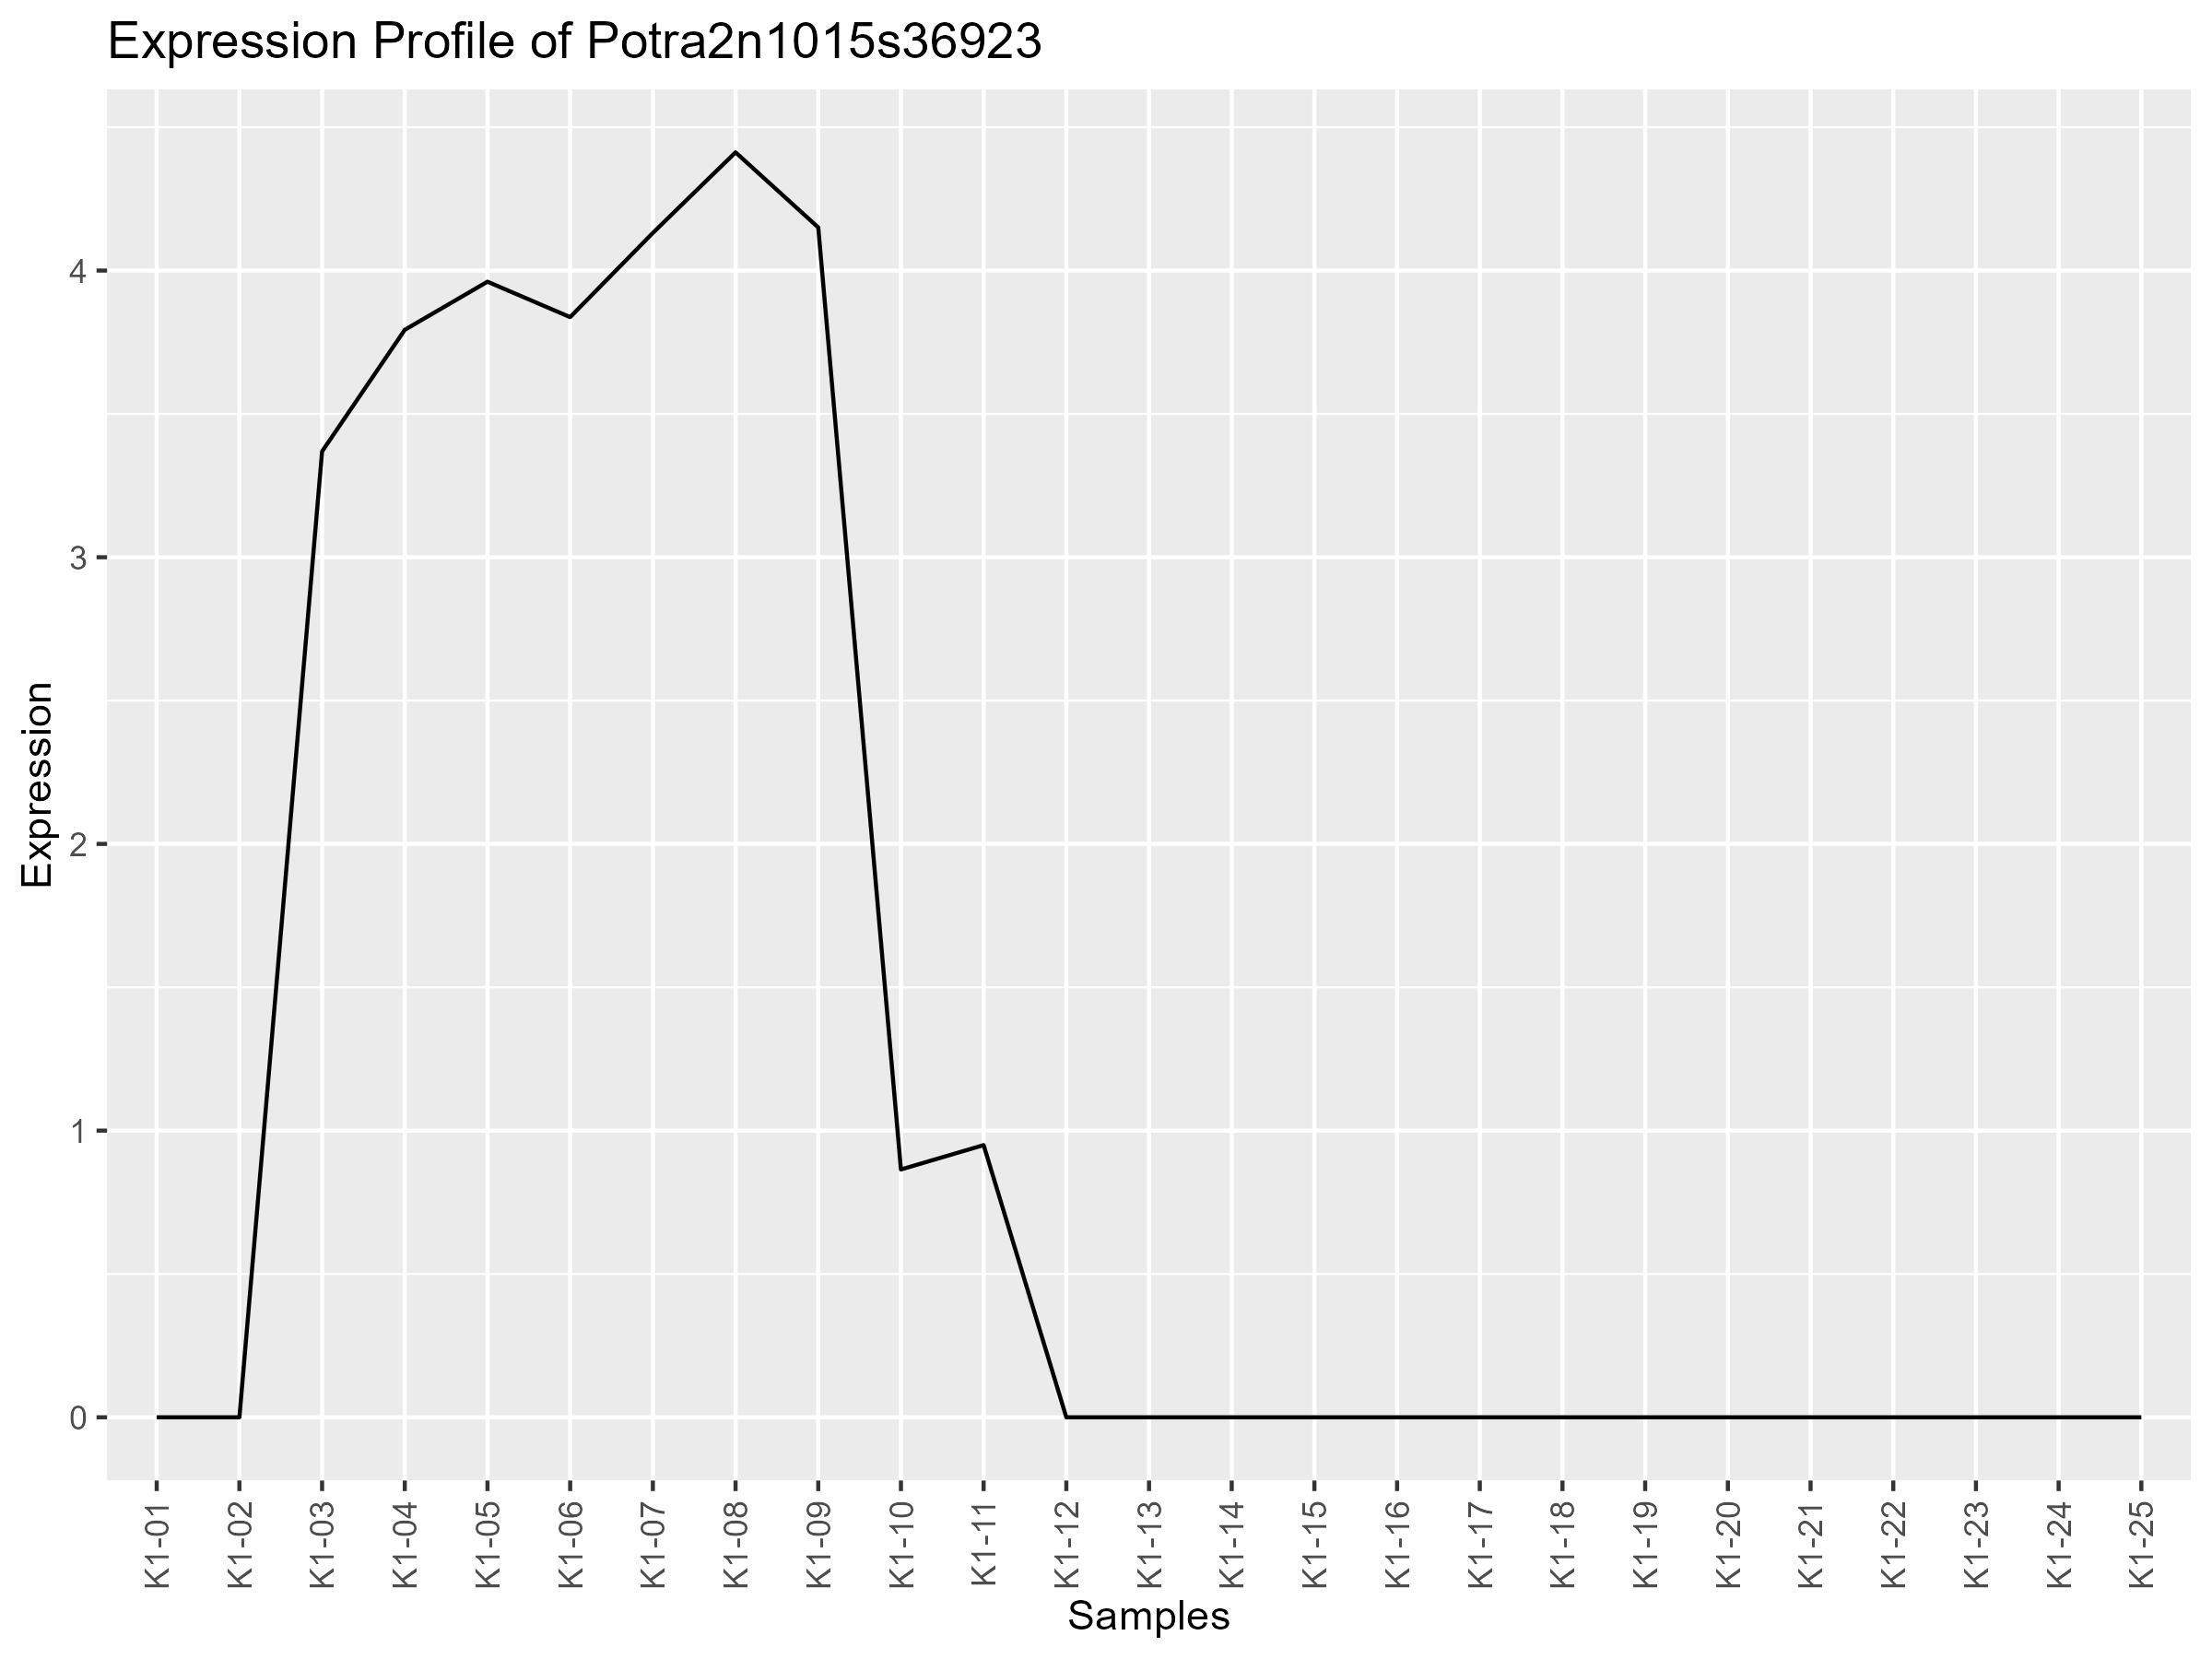 Expression Profile of Potra2n1015s36923
Expression
4
3
2
1
0
K1-01
K1-02
K1-03
K1-04
K1-05
K1-06
K1-07
K1-08
K1-09
K1-10
K1-11
K1-12
K1-13
K1-14
K1-15
K1-16
K1-17
K1-18
K1-19
K1-20
K1-21
K1-22
K1-23
K1-24
K1-25
Samples